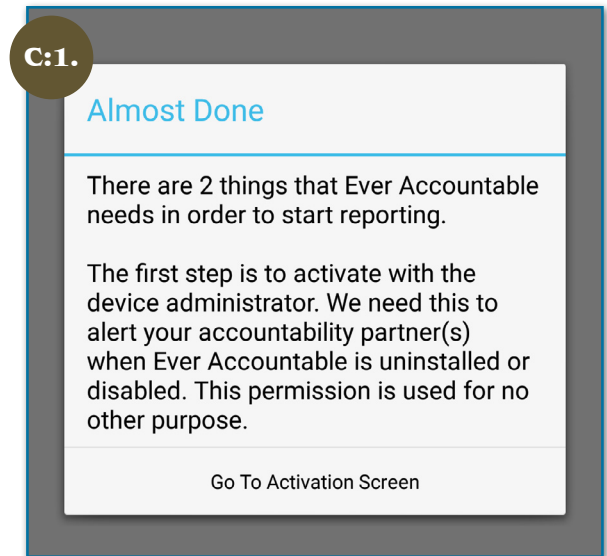 C:1.
Almost Done
There are 2 things that Ever Accountable
needs in order to start reporting.
The first step is to activate with the
device administrator. We need this to
alert your accountability partner(s)
when Ever Accountable is uninstalled or
disabled. This permission is used for no
other purpose.
Go To Activation Screen